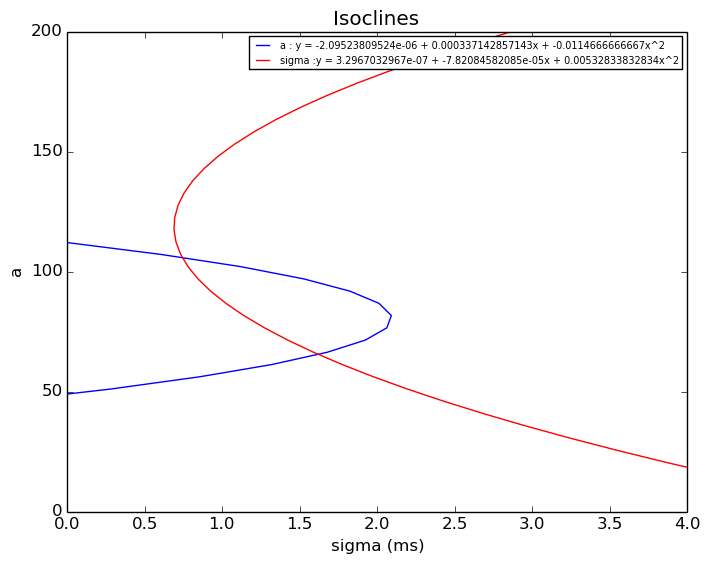 Isoclines
a : y = -2.09523809524e-06 + 0.000337142857143x + -0.0114666666667x^2
sigma :y = 3.2967032967e-07 + -7.82084582085e-05x + 0.00532833832834x^2
200
150
100
50
0
a
0.0 0.5 1.0 1.5 2.0 2.5 3.0 3.5 4.0
sigma (ms)